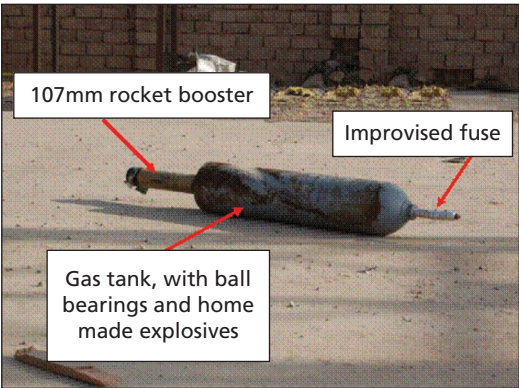 107mm rocket booster
Improvised fuse
Gas tank, with ball
bearings and home
made explosives